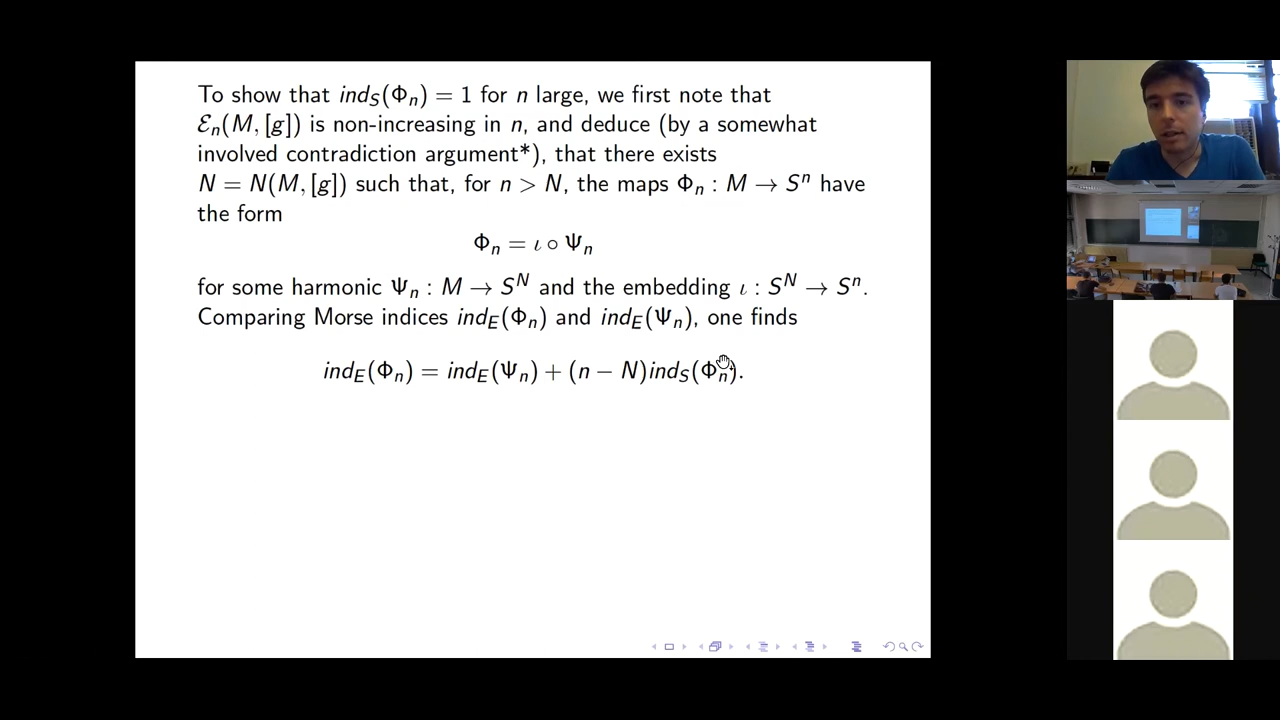 To show that ind_S(Φ_n) = 1 for n large, we first note that
ℰ_n(M, [g]) is non-increasing in n, and deduce (by a somewhat
involved contradiction argument*), that there exists
N = N(M, [g]) such that, for n > N, the maps Φ_n : M → S^n have
the form
Φ_n = ι ∘ Ψ_n
for some harmonic Ψ_n : M → S^N and the embedding ι : S^N → S^n.
Comparing Morse indices ind_E(Φ_n) and ind_E(Ψ_n), one finds
ind_E(Φ_n) = ind_E(Ψ_n) + (n − N)ind_S(Φ_n).